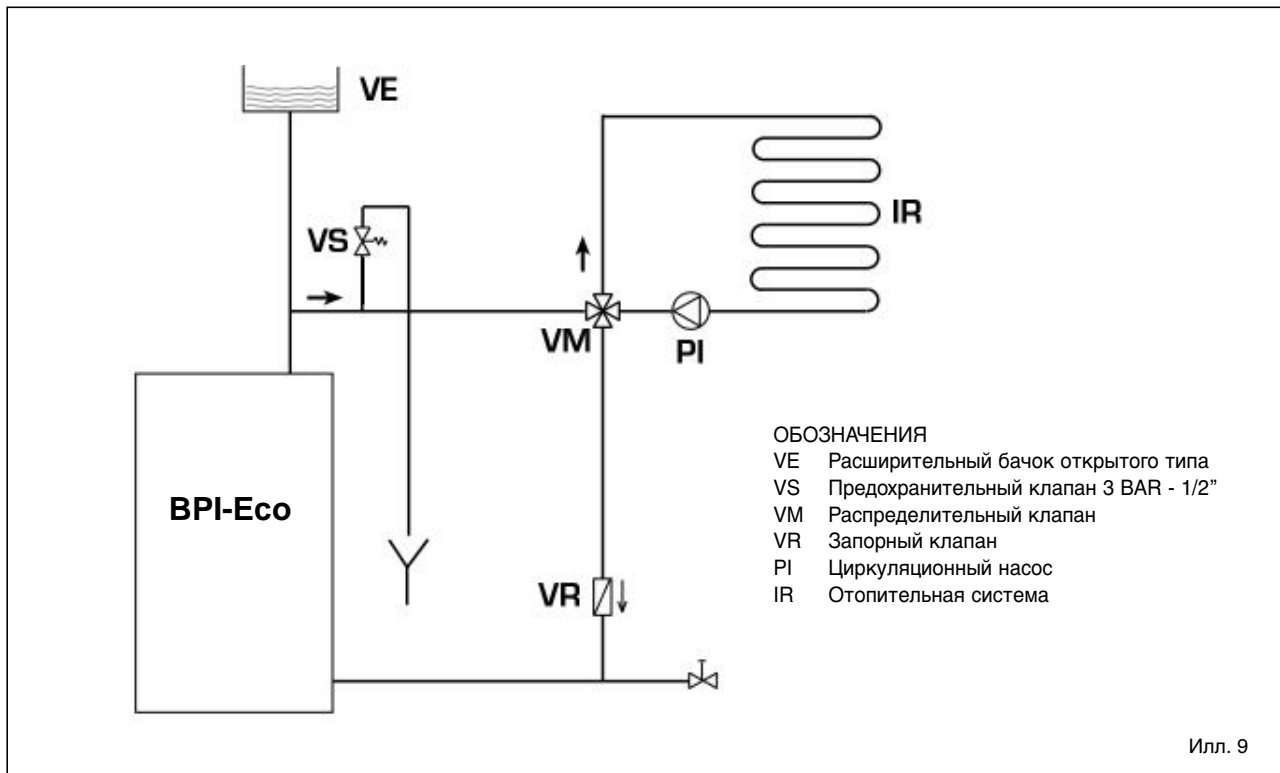 VE
VS
IR
VM
PI
BPI-Eco
VR
ОБОЗНАЧЕНИЯ
VE Расширительный бачок открытого типа
VS Предохранительный клапан 3 BAR - 1/2”
VM Распределительный клапан
VR Запорный клапан
PI Циркуляционный насос
IR Отопительная система
Илл. 9